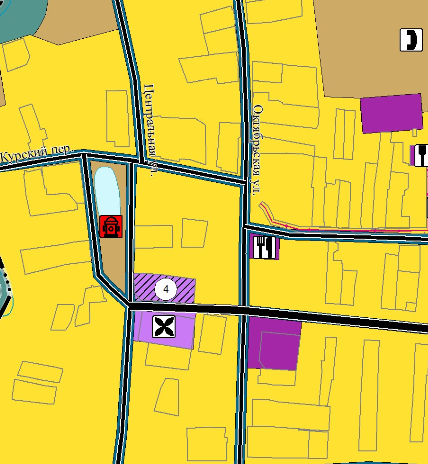 Центральная ул.
Октябрьская ул.
Курский пер.
4